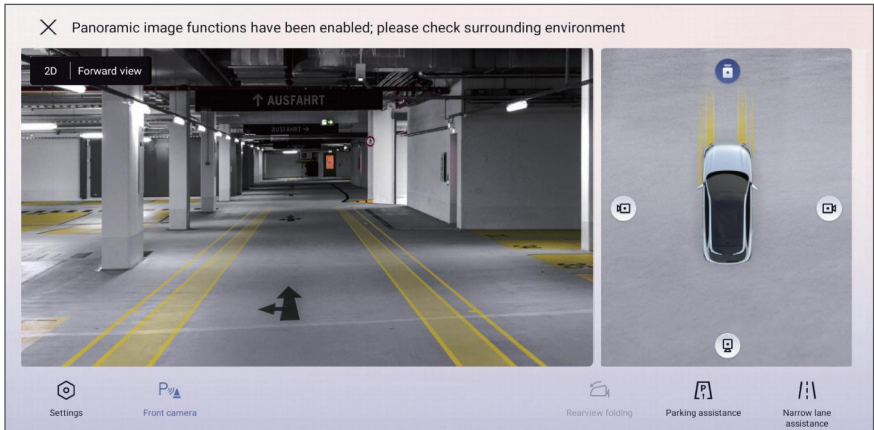 Panoramic image functions have been enabled; please check surrounding environment
2D Forward view
↑ AUSFAHRT
AUSFAHRT →
Settings
Front camera
Rearview folding
Parking assistance
Narrow lane
assistance